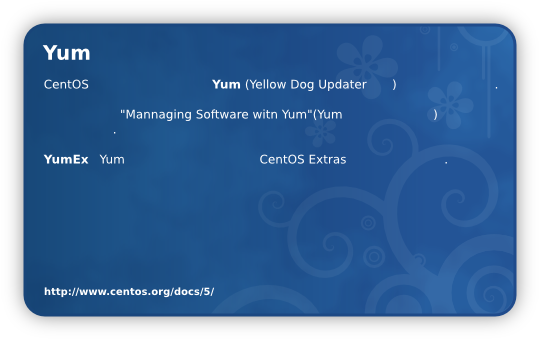 Yum
CentOS Yum (Yellow Dog Updater ) .
"Mannaging Software witn Yum"(Yum )
.
YumEx Yum CentOS Extras .
http://www.centos.org/docs/5/